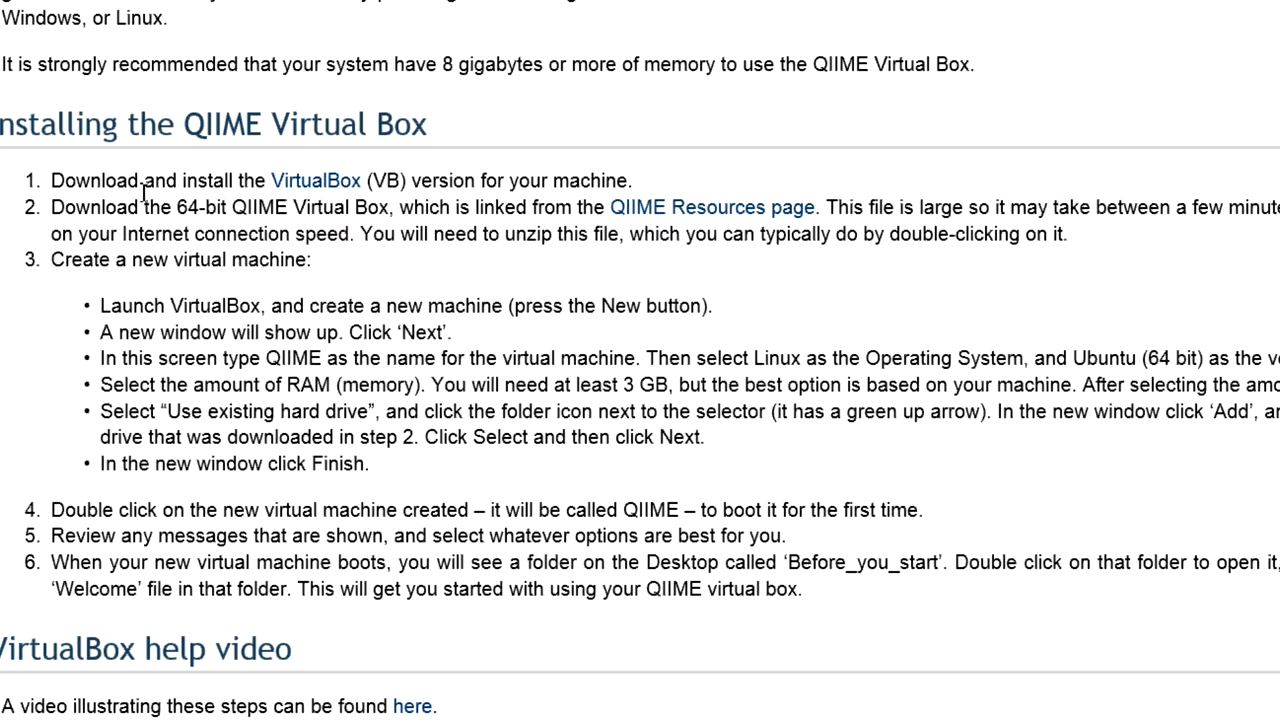 Windows, or Linux.
It is strongly recommended that your system have 8 gigabytes or more of memory to use the QIIME Virtual Box.
nstalling the QIIME Virtual Box
1. Download and install the VirtualBox (VB) version for your machine.
2. Download the 64-bit QIIME Virtual Box, which is linked from the QIIME Resources page. This file is large so it may take between a few minute
on your Internet connection speed. You will need to unzip this file, which you can typically do by double-clicking on it.
3. Create a new virtual machine:
• Launch VirtualBox, and create a new machine (press the New button).
• A new window will show up. Click ‘Next’.
• In this screen type QIIME as the name for the virtual machine. Then select Linux as the Operating System, and Ubuntu (64 bit) as the ve
• Select the amount of RAM (memory). You will need at least 3 GB, but the best option is based on your machine. After selecting the amo
• Select “Use existing hard drive”, and click the folder icon next to the selector (it has a green up arrow). In the new window click ‘Add’, an
drive that was downloaded in step 2. Click Select and then click Next.
• In the new window click Finish.
4. Double click on the new virtual machine created – it will be called QIIME – to boot it for the first time.
5. Review any messages that are shown, and select whatever options are best for you.
6. When your new virtual machine boots, you will see a folder on the Desktop called ‘Before_you_start’. Double click on that folder to open it,
‘Welcome’ file in that folder. This will get you started with using your QIIME virtual box.
VirtualBox help video
A video illustrating these steps can be found here.